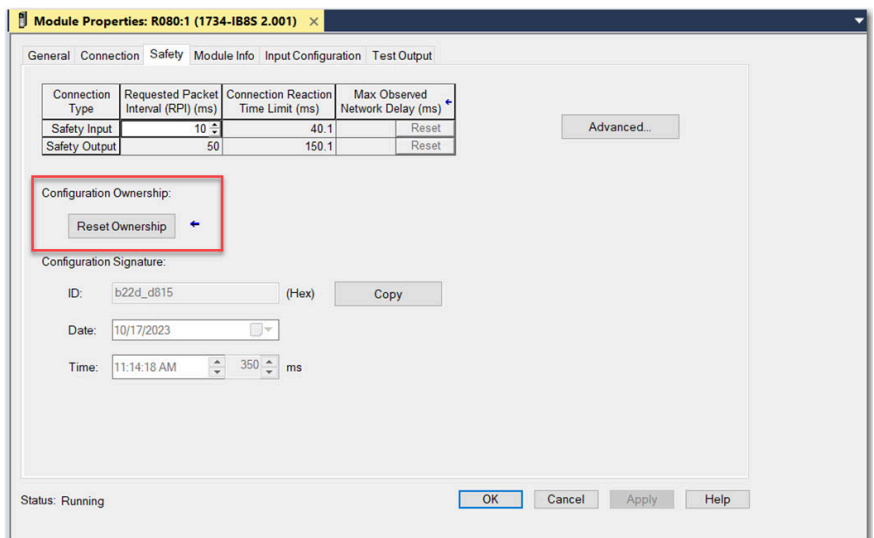 Module Properties: R080:1 (1734-IB8S 2.001) ×
General Connection Safety Module Info Input Configuration Test Output
Connection Type Requested Packet Interval (RPI) (ms) Connection Reaction Time Limit (ms) Max Observed Network Delay (ms)
Safety Input 10 40.1 Reset
Safety Output 50 150.1 Reset
Advanced...
Configuration Ownership:
Reset Ownership
Configuration Signature:
ID: b22d_d815 (Hex) Copy
Date: 10/17/2023
Time: 11:14:18 AM 350 ms
Status: Running OK Cancel Apply Help